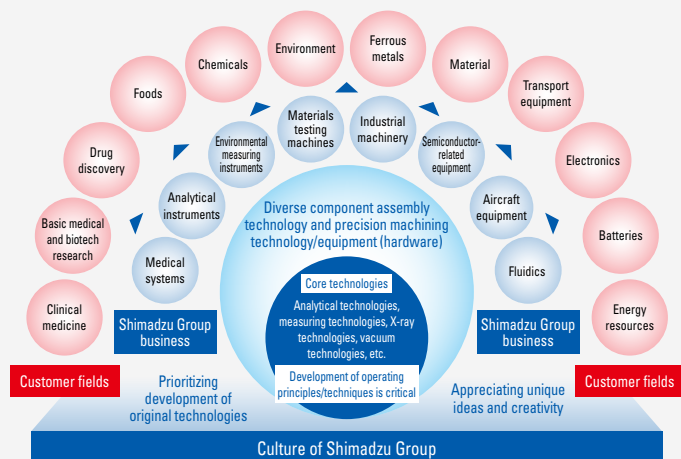 Clinical
medicine
Basic medical
and biotech
research
Drug
discovery
Foods
Chemicals
Environment
Ferrous
metals
Material
Transport
equipment
Electronics
Batteries
Energy
resources
Medical
systems
Analytical
instruments
Environmental
measuring
instruments
Materials
testing
machines
Industrial
machinery
Semiconductor-
related
equipment
Aircraft
equipment
Fluidics
Diverse component assembly
technology and precision machining
technology/equipment (hardware)
Core technologies
Analytical technologies,
measuring technologies, X-ray
technologies, vacuum
technologies, etc.
Development of operating
principles/techniques is critical
Shimadzu Group
business
Shimadzu Group
business
Customer fields
Customer fields
Prioritizing
development of
original technologies
Appreciating unique
ideas and creativity
Culture of Shimadzu Group